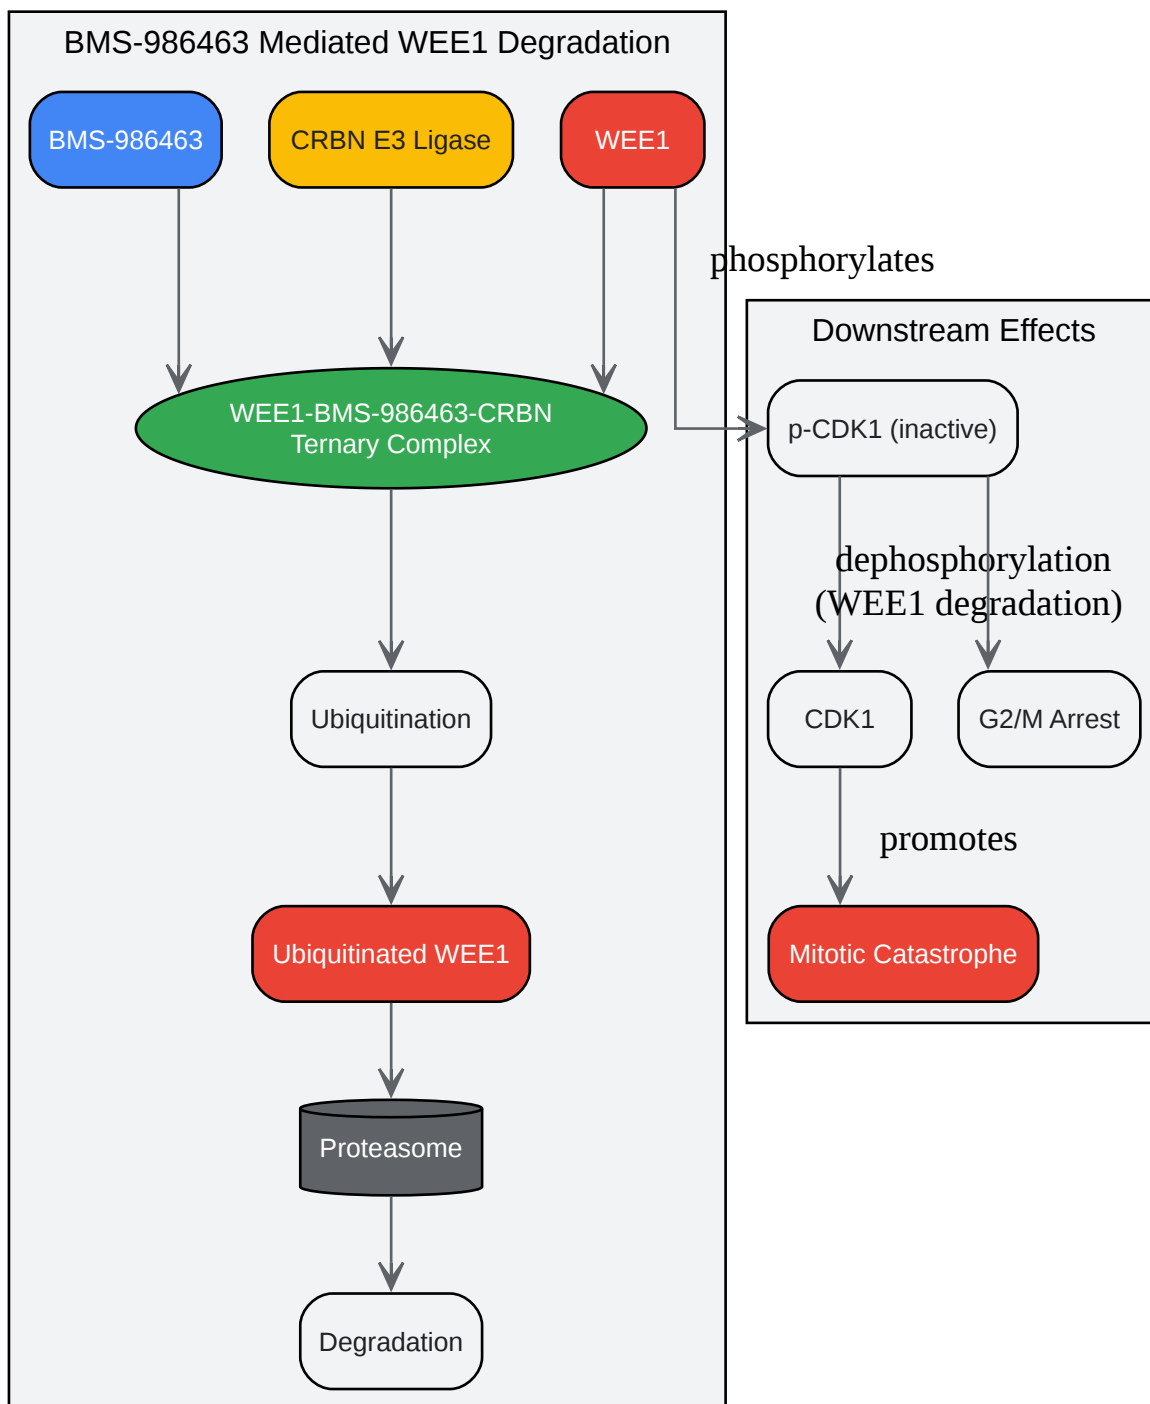 BMS-986463 Mediated WEE1 Degradation
BMS-986463
CRBN E3 Ligase
WEE1
phosphorylates
Downstream Effects
WEE1-BMS-986463-CRBN
Ternary Complex
p-CDK1 (inactive)
dephosphorylation
(WEE1 degradation)
Ubiquitination
CDK1
G2/M Arrest
promotes
Ubiquitinated WEE1
Mitotic Catastrophe
Proteasome
Degradation